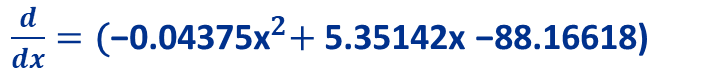 d/dx = (−0.04375x² + 5.35142x −88.16618)